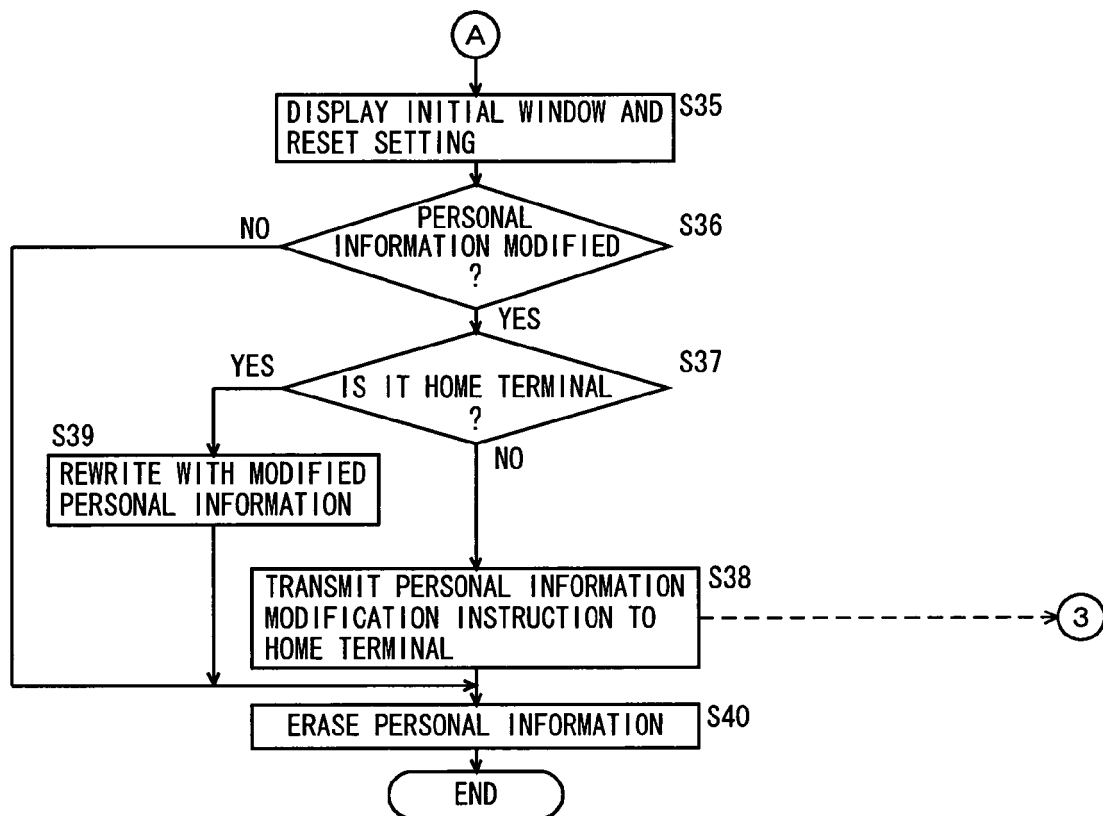 A
DISPLAY INITIAL WINDOW AND
RESET SETTING
S35
PERSONAL
INFORMATION MODIFIED
?
S36
NO
YES
IS IT HOME TERMINAL
?
S37
YES
NO
S39
REWRITE WITH MODIFIED
PERSONAL INFORMATION
TRANSMIT PERSONAL INFORMATION
MODIFICATION INSTRUCTION TO
HOME TERMINAL
S38
3
ERASE PERSONAL INFORMATION
S40
END